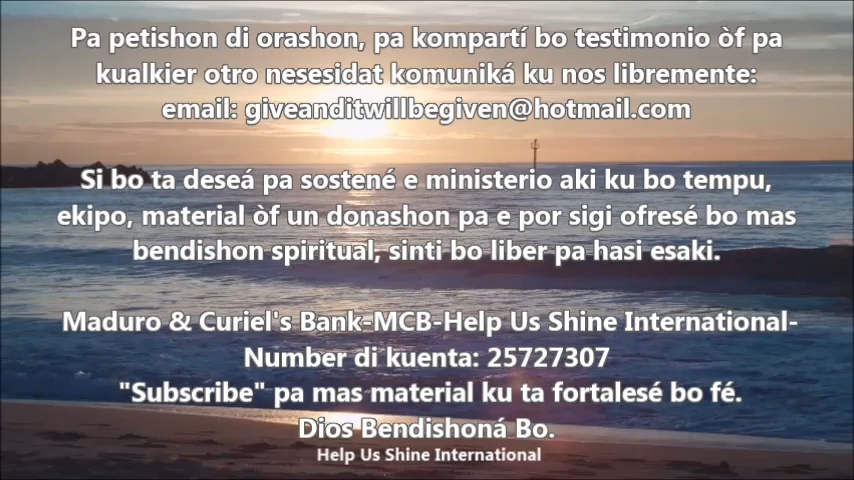 Pa petishon di orashon, pa kompartí bo testimonio òf pa
kualkier otro nesesidat komuniká ku nos libremente:
email: giveanditwillbegiven@hotmail.com
Si bo ta deseá pa sostené e ministerio aki ku bo tempu,
ekipo, material òf un donashon pa e por sigi ofresé bo mas
bendishon spiritual, sinti bo liber pa hasi esaki.
Maduro & Curiel's Bank-MCB-Help Us Shine International-
Number di kuenta: 25727307
"Subscribe" pa mas material ku ta fortalesé bo fé.
Dios Bendishoná Bo.
Help Us Shine International